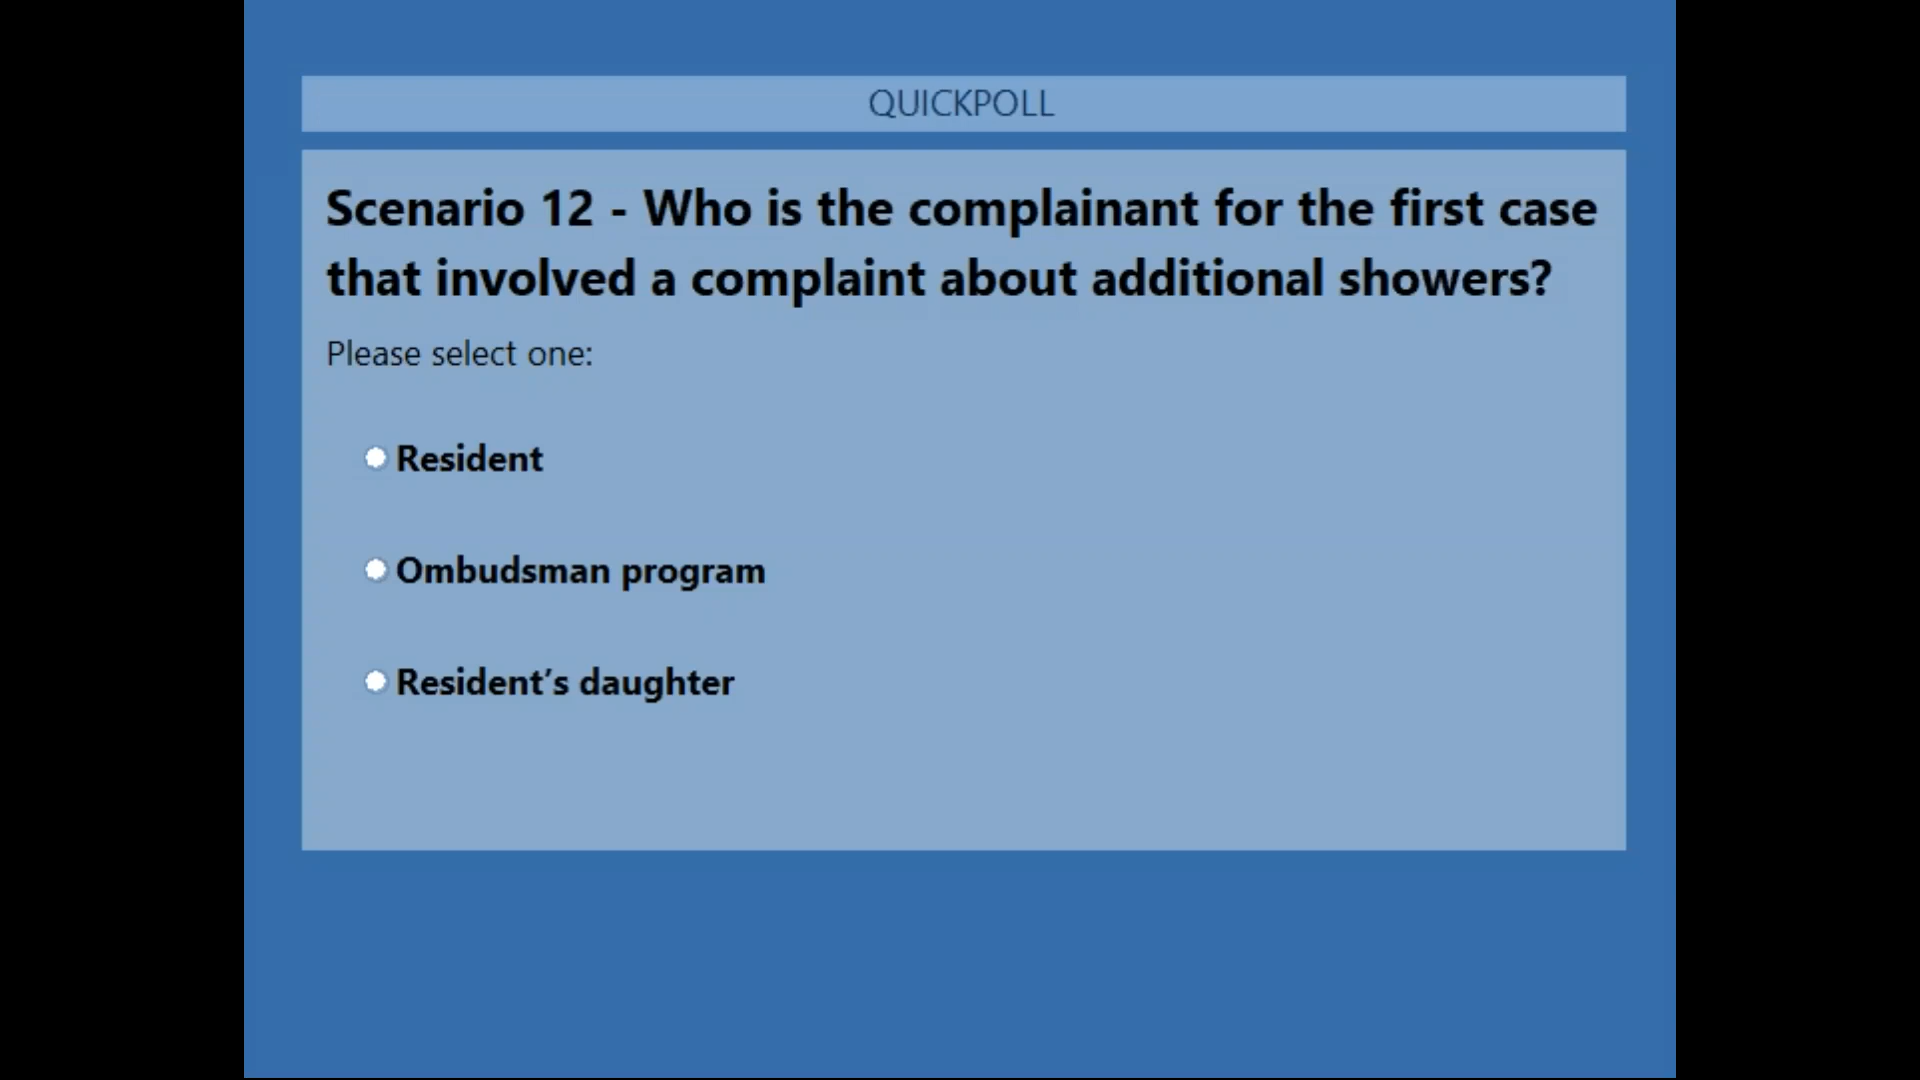 QUICKPOLL
Scenario 12 - Who is the complainant for the first case
that involved a complaint about additional showers?
Please select one:
Resident
Ombudsman program
Resident’s daughter